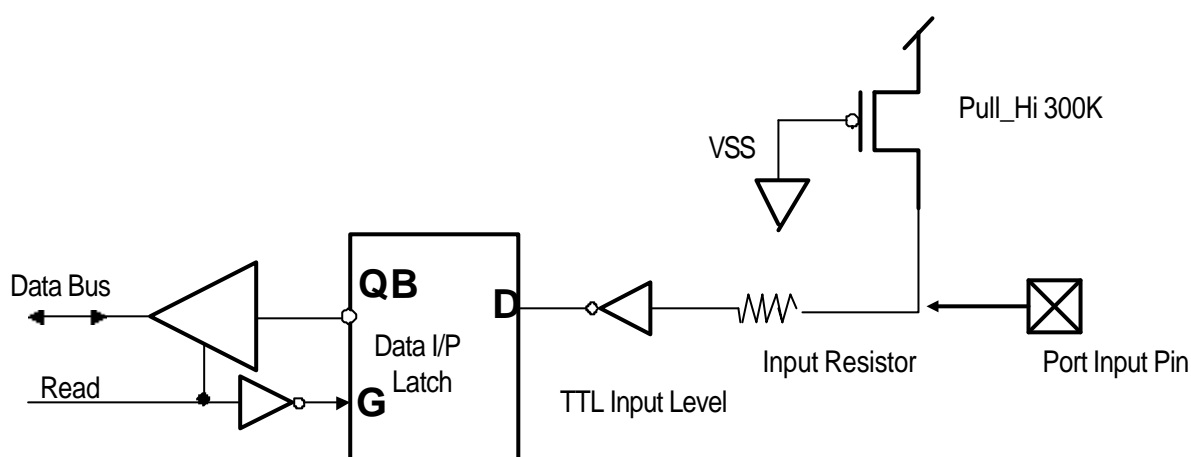 Pull_Hi 300K
VSS
Data Bus
QB
D
Data I/P
Latch
Input Resistor
Port Input Pin
Read
G
TTL Input Level